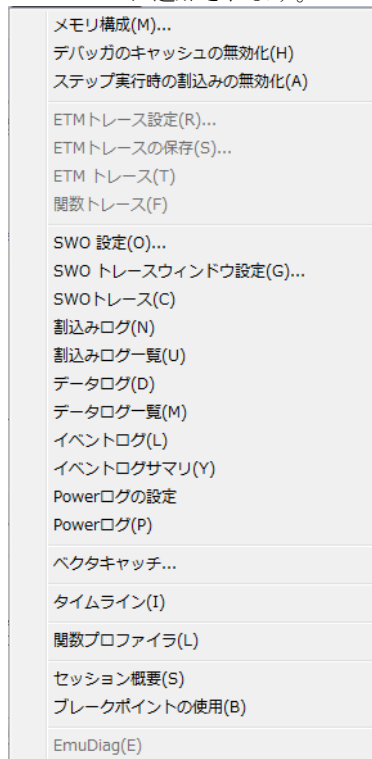 メモリ構成(M)...
デバッガのキャッシュの無効化(H)
ステップ実行時の割込みの無効化(A)
ETMトレース設定(R)...
ETMトレースの保存(S)...
ETM トレース(T)
関数トレース(F)
SWO 設定(O)...
SWO トレースウィンドウ設定(G)...
SWOトレース(C)
割込みログ(N)
割込みログ一覧(U)
データログ(D)
データログ一覧(M)
イベントログ(L)
イベントログサマリ(Y)
Powerログの設定
Powerログ(P)
ベクタキャッチ...
タイムライン(I)
関数プロファイラ(L)
セッション概要(S)
ブレークポイントの使用(B)
EmuDiag(E)